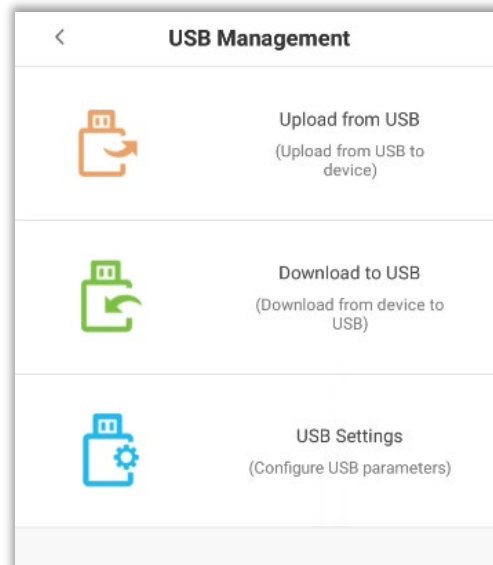 USB Management
Upload from USB
(Upload from USB to
device)
Download to USB
(Download from device to
USB)
USB Settings
(Configure USB parameters)